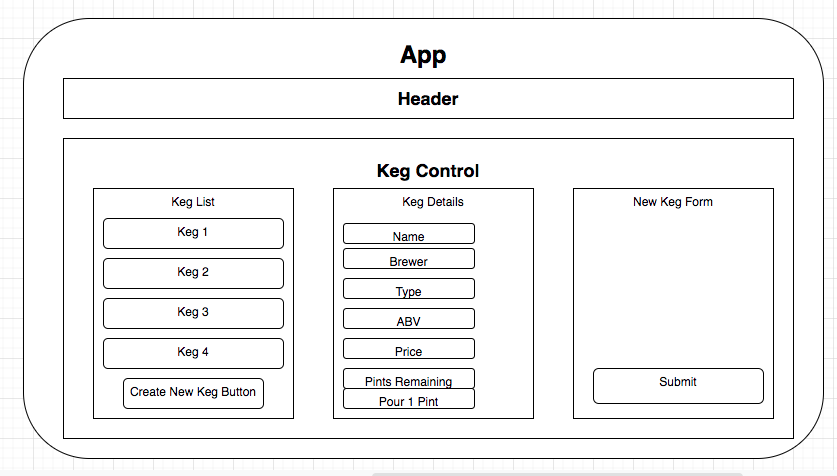 App
Header
Keg Control
Keg List
Keg 1
Keg 2
Keg 3
Keg 4
Create New Keg Button
Keg Details
Name
Brewer
Type
ABV
Price
Pints Remaining
Pour 1 Pint
New Keg Form
Submit